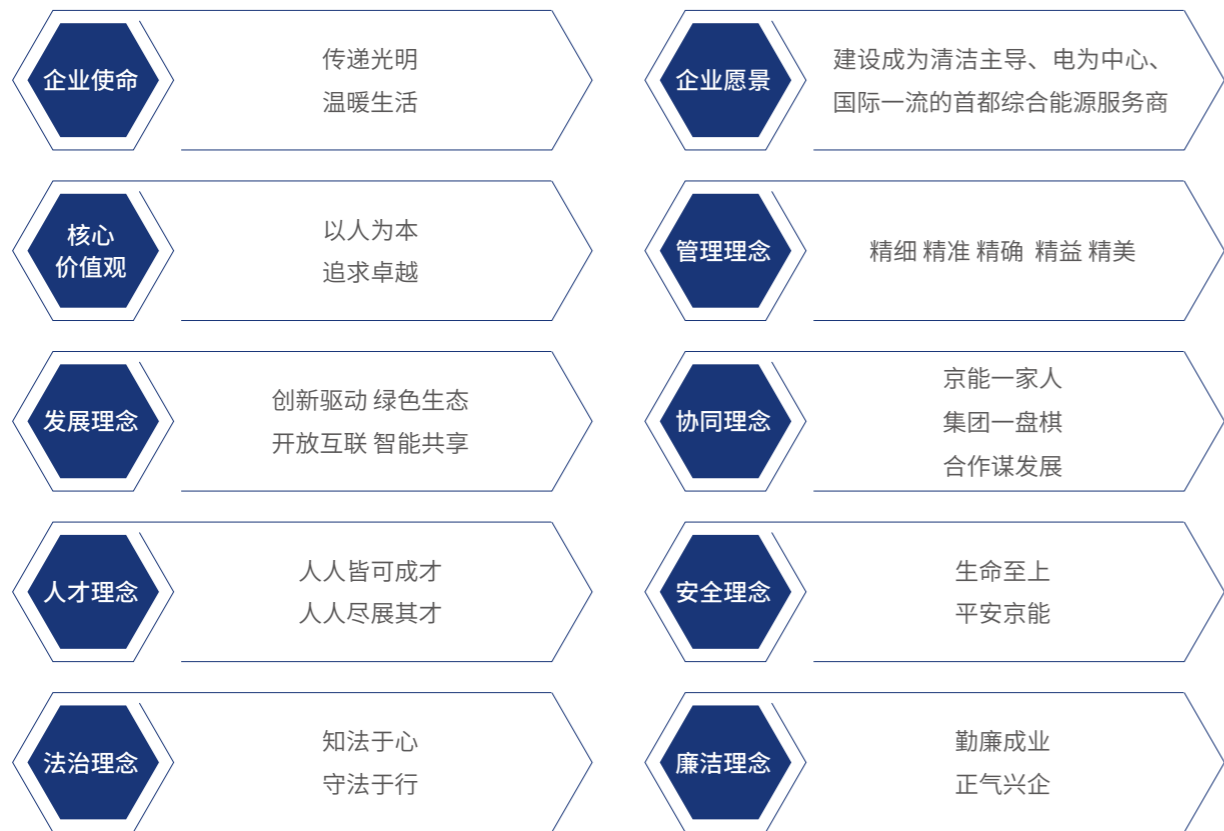 企业使命
传递光明
温暖生活
企业愿景
建设成为清洁主导、电为中心、
国际一流的首都综合能源服务商
核心
价值观
以人为本
追求卓越
管理理念
精细 精准 精确 精益 精美
发展理念
创新驱动 绿色生态
开放互联 智能共享
协同理念
京能一家人
集团一盘棋
合作谋发展
人才理念
人人皆可成才
人人尽展其才
安全理念
生命至上
平安京能
法治理念
知法于心
守法于行
廉洁理念
勤廉成业
正气兴企